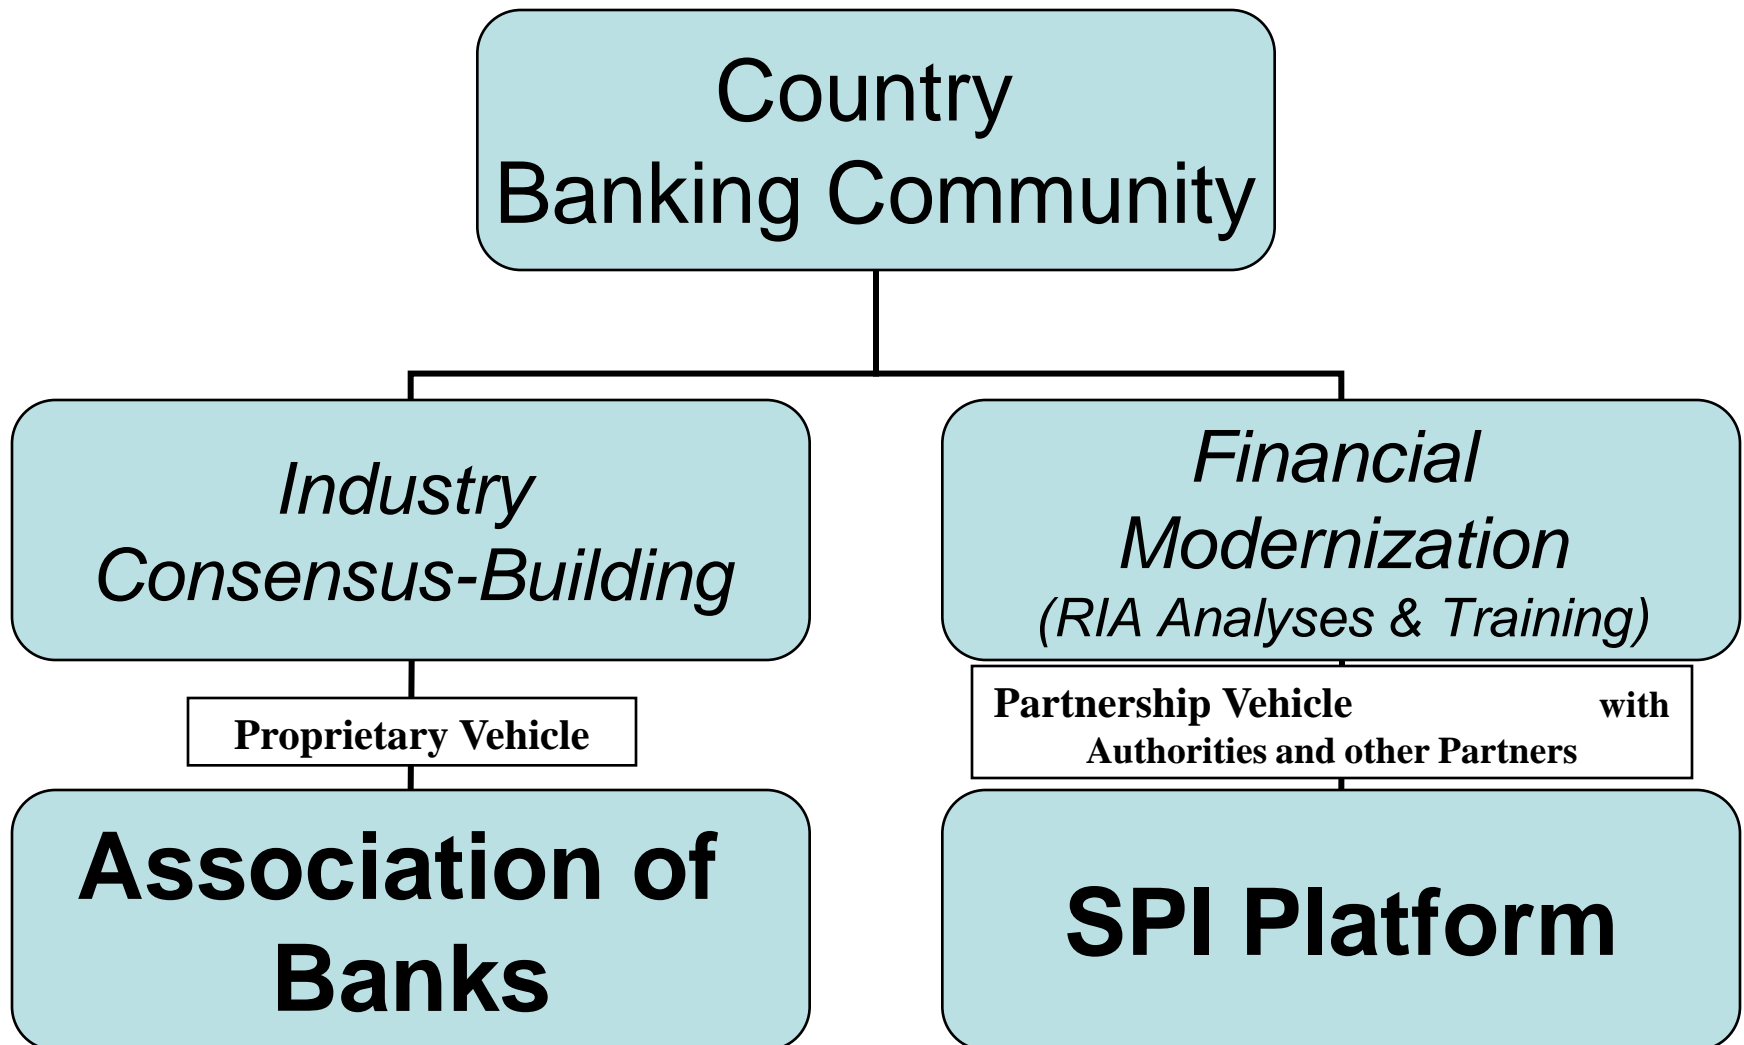 Country
Banking Community
Industry
Consensus-Building
Financial
Modernization
(RIA Analyses & Training)
Proprietary Vehicle
Partnership Vehicle with
Authorities and other Partners
Association of
Banks
SPI Platform